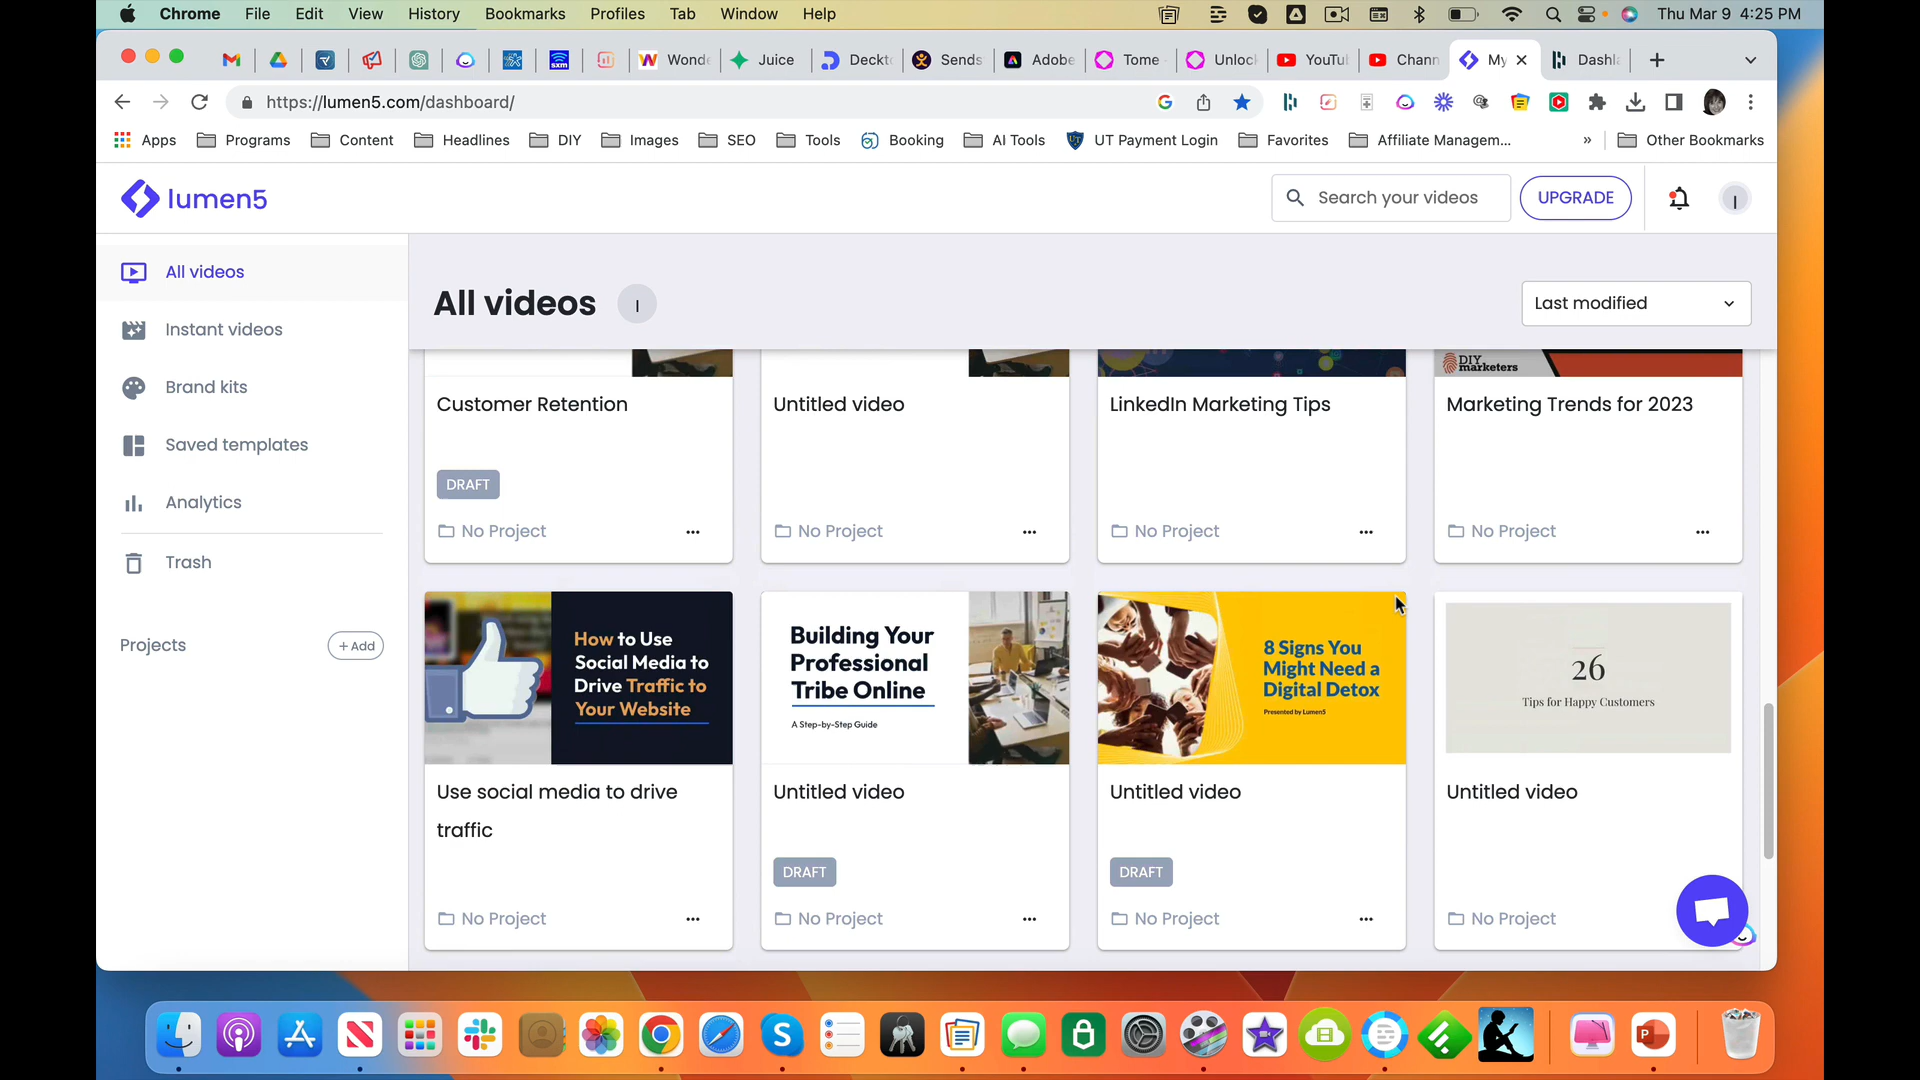 Chrome File Edit View History Bookmarks Profiles Tab Window Help Thu Mar 9 4:25 PM
sxm W Wond Juice Deckt Sends Adobe Tome Unloc YouTu Chann My Dashl
https://lumen5.com/dashboard/
Apps Programs Content Headlines DIY Images SEO Tools Booking AI Tools UT Payment Login Favorites Affiliate Managem... » Other Bookmarks
lumen5
Search your videos
UPGRADE
All videos
Instant videos
Brand kits
Saved templates
Analytics
Trash
Projects
+ Add
All videos
Last modified
DIY
marketers
Customer Retention
DRAFT
No Project
Untitled video
No Project
LinkedIn Marketing Tips
No Project
Marketing Trends for 2023
No Project
How to Use
Social Media to
Drive Traffic to
Your Website
Use social media to drive
traffic
No Project
Building Your
Professional
Tribe Online
A Step-by-Step Guide
Untitled video
DRAFT
No Project
8 Signs You
Might Need a
Digital Detox
Presented by Lumen5
Untitled video
DRAFT
No Project
26
Tips for Happy Customers
Untitled video
No Project